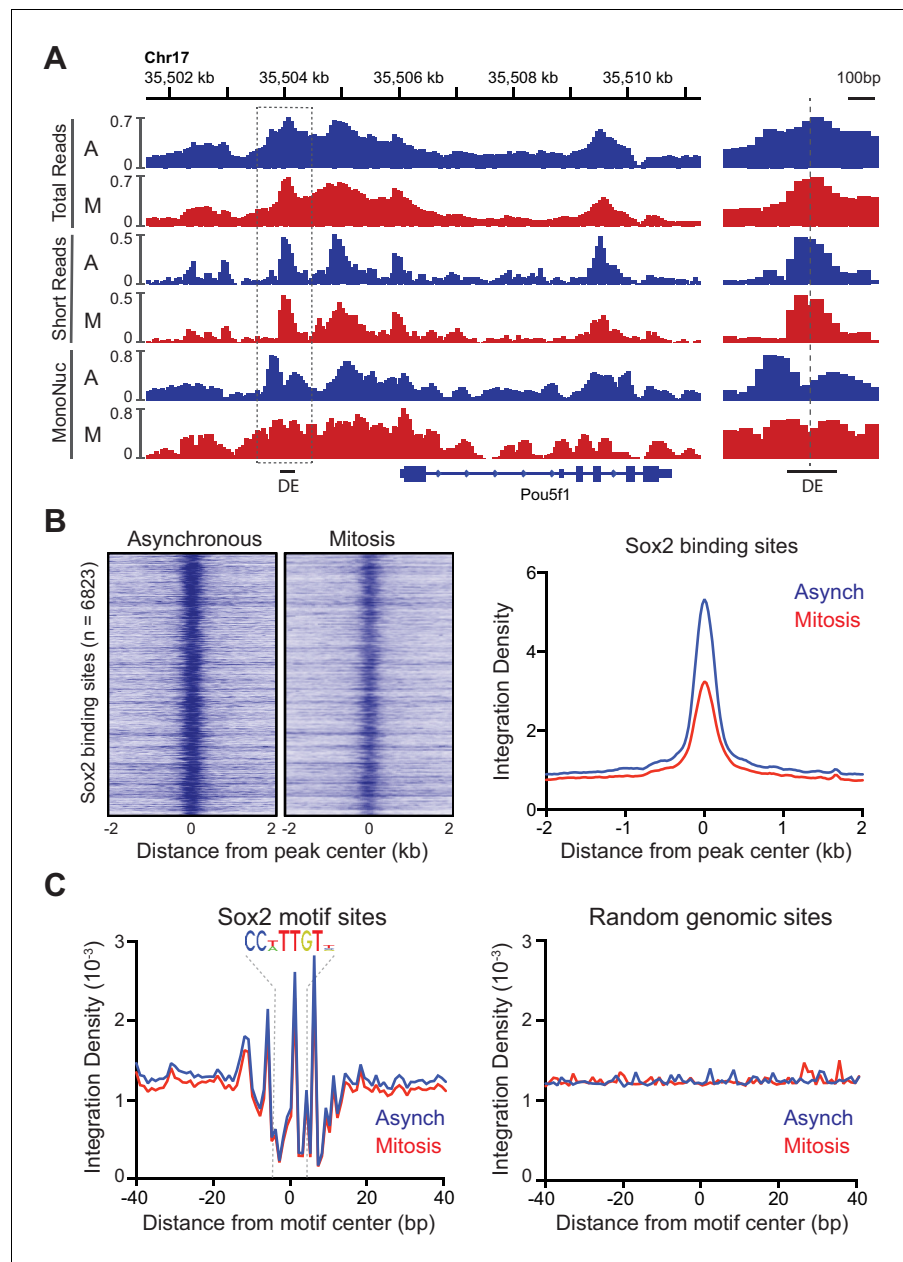 A
Chr17
35,502 kb 35,504 kb 35,506 kb 35,508 kb 35,510 kb 100bp
Total Reads
A 0.7 0
M 0.7 0
Short Reads
A 0.5 0
M 0.5 0
MonoNuc
A 0.8 0
M 0.8 0
DE Pou5f1 DE
B
Asynchronous Mitosis
Sox2 binding sites (n = 6823)
-2 0 2 -2 0 2
Distance from peak center (kb)
Sox2 binding sites
Asynch
Mitosis
Integration Density
6
4
2
0
-2 -1 0 1 2
Distance from peak center (kb)
C
Sox2 motif sites
CCTTTGT
Integration Density (10-3)
3
2
1
0
Asynch
Mitosis
-40 -20 0 20 40
Distance from motif center (bp)
Random genomic sites
Integration Density (10-3)
3
2
1
0
Asynch
Mitosis
-40 -20 0 20 40
Distance from motif center (bp)